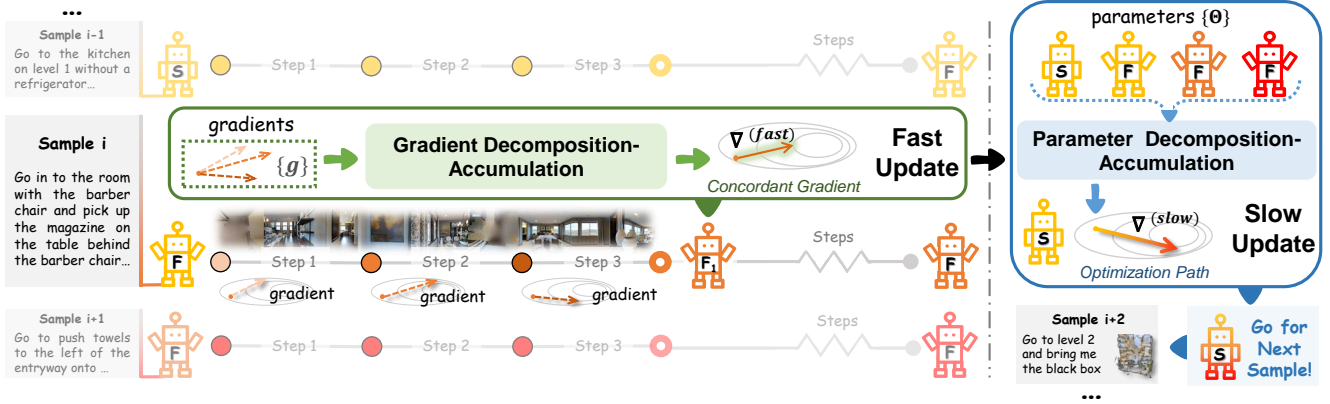 ...
Sample i-1
Go to the kitchen
on level 1 without a
refrigerator...
S
Step 1
Step 2
Step 3
Steps
F
Sample i
Go in to the room
with the barber
chair and pick up
the magazine on
the table behind
the barber chair...
gradients
{g}
Gradient Decomposition-
Accumulation
∇(fast)
Concordant Gradient
Fast
Update
F
Step 1
Step 2
Step 3
F1
Steps
F
gradient
gradient
gradient
Sample i+1
Go to push towels
to the left of the
entryway onto ...
F
Step 1
Step 2
Step 3
Steps
F
parameters {Θ}
S
F
F
F
Parameter Decomposition-
Accumulation
S
∇(slow)
Optimization Path
Slow
Update
Sample i+2
Go to level 2
and bring me
the black box
S
Go for
Next
Sample!
...